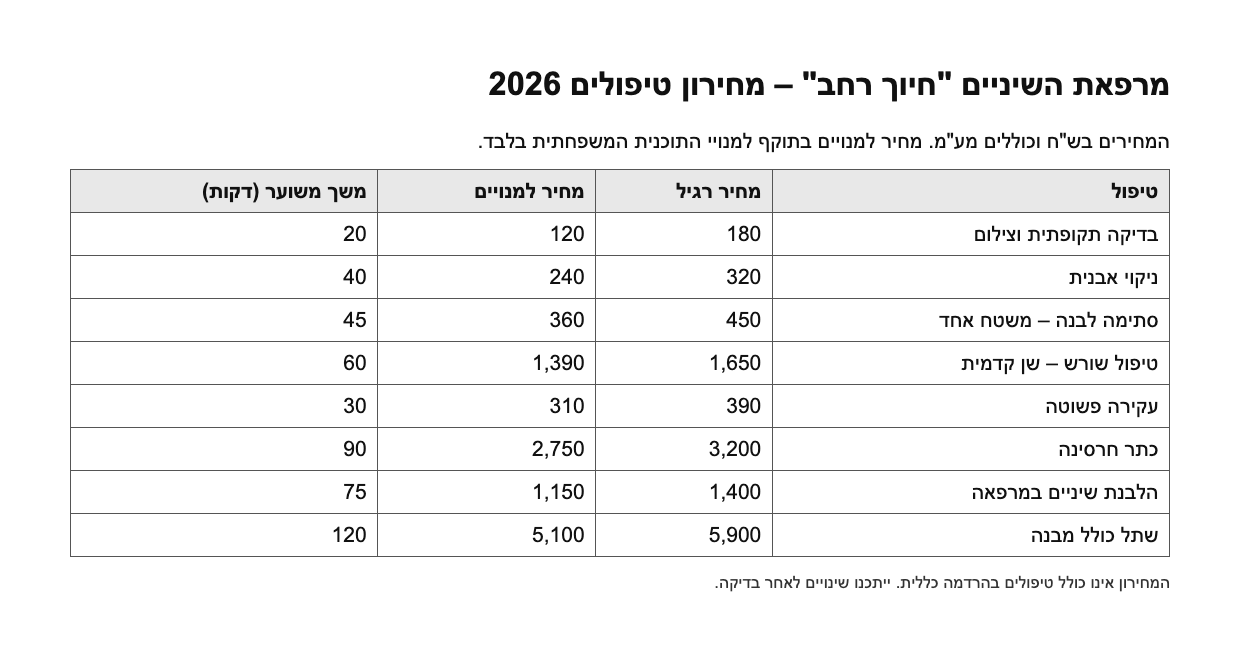 מרפאת השיניים "חיוך רחב" – מחירון טיפולים 2026
המחירים בש"ח וכוללים מע"מ. מחיר למנויים בתוקף למנויי התוכנית המשפחתית בלבד.
טיפול מחיר רגיל מחיר למנויים משך משוער (דקות)
בדיקה תקופתית וצילום 180 120 20
ניקוי אבנית 320 240 40
סתימה לבנה – משטח אחד 450 360 45
טיפול שורש – שן קדמית 1,650 1,390 60
עקירה פשוטה 390 310 30
כתר חרסינה 3,200 2,750 90
הלבנת שיניים במרפאה 1,400 1,150 75
שתל כולל מבנה 5,900 5,100 120
המחירון אינו כולל טיפולים בהרדמה כללית. ייתכנו שינויים לאחר בדיקה.